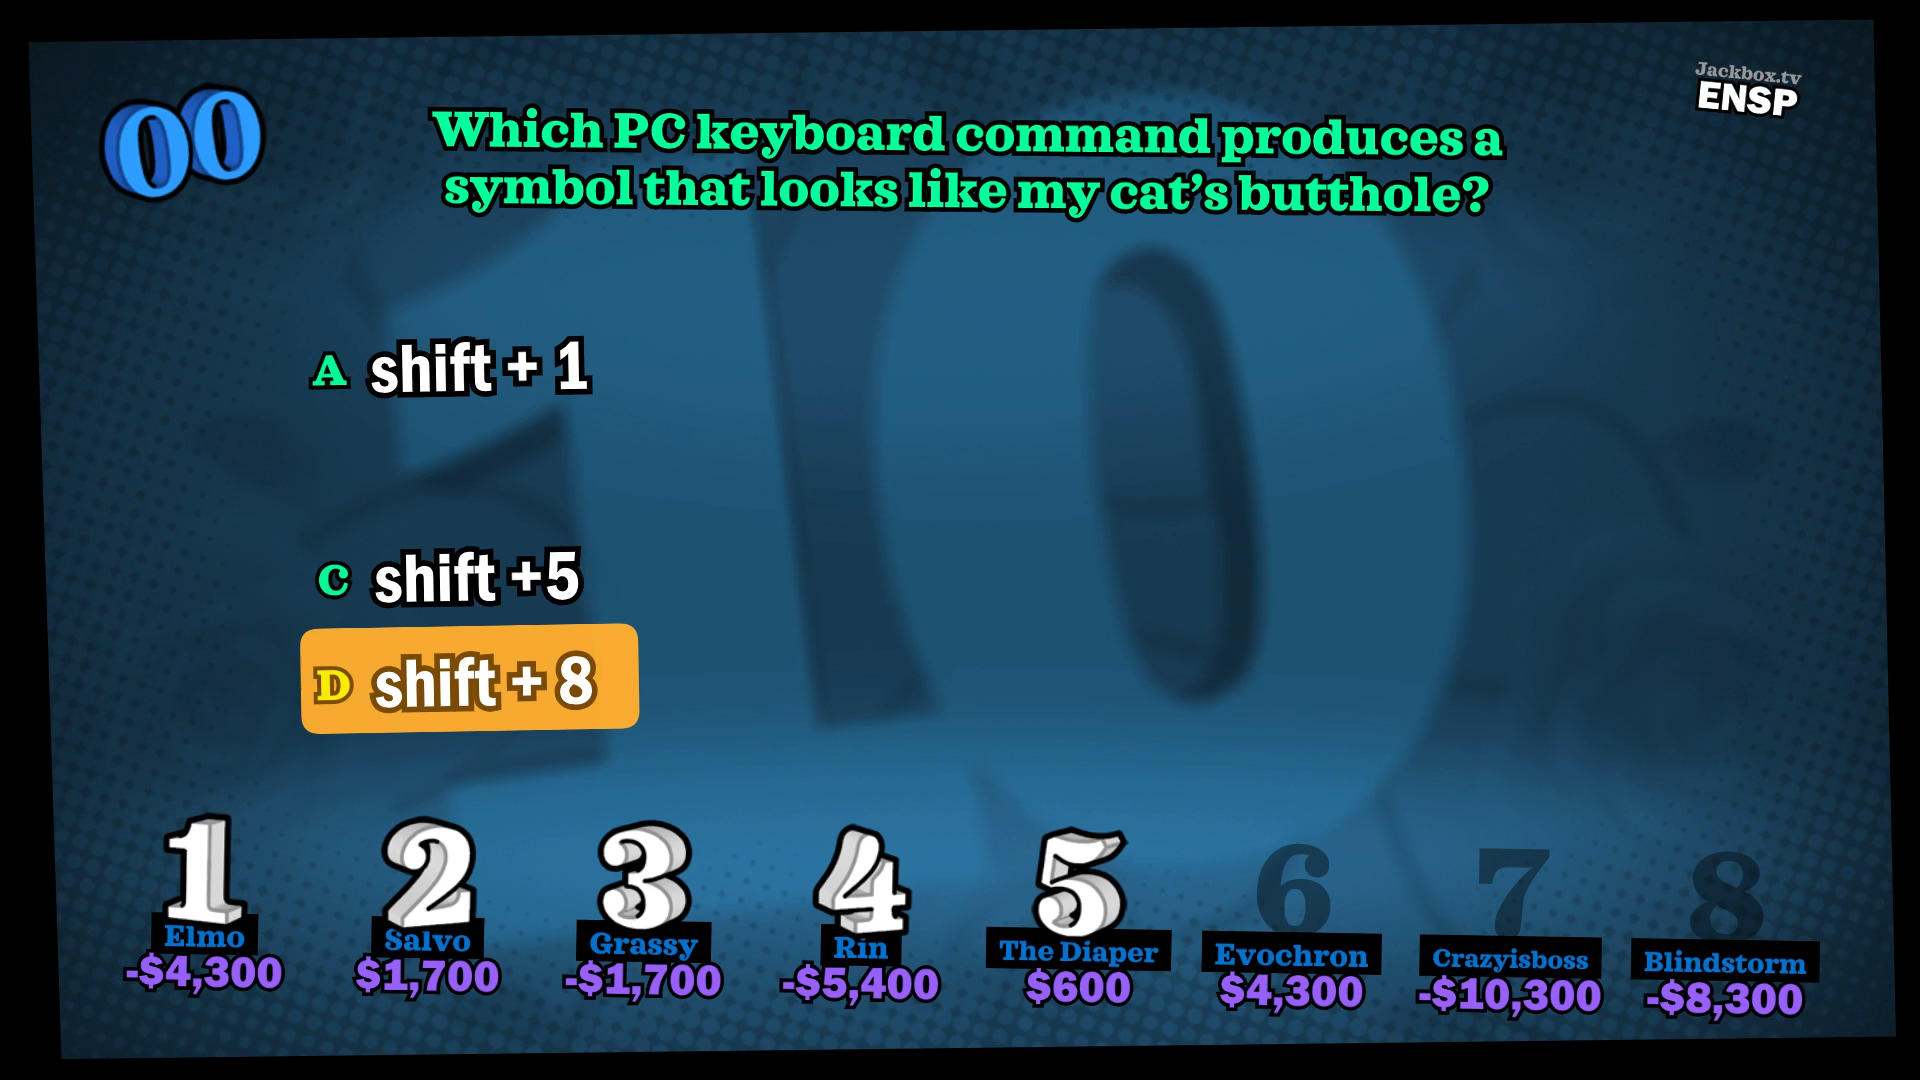 00
Jackbox.tv
ENSP
Which PC keyboard command produces a
symbol that looks like my cat's butthole?
10
A shift + 1
C shift +5
D shift + 8
1 2 3 4 5 6 7 8
Elmo Salvo Grassy Rin The Diaper Evochron Crazyisboss Blindstorm
-$4,300 $1,700 -$1,700 -$5,400 $600 $4,300 -$10,300 -$8,300